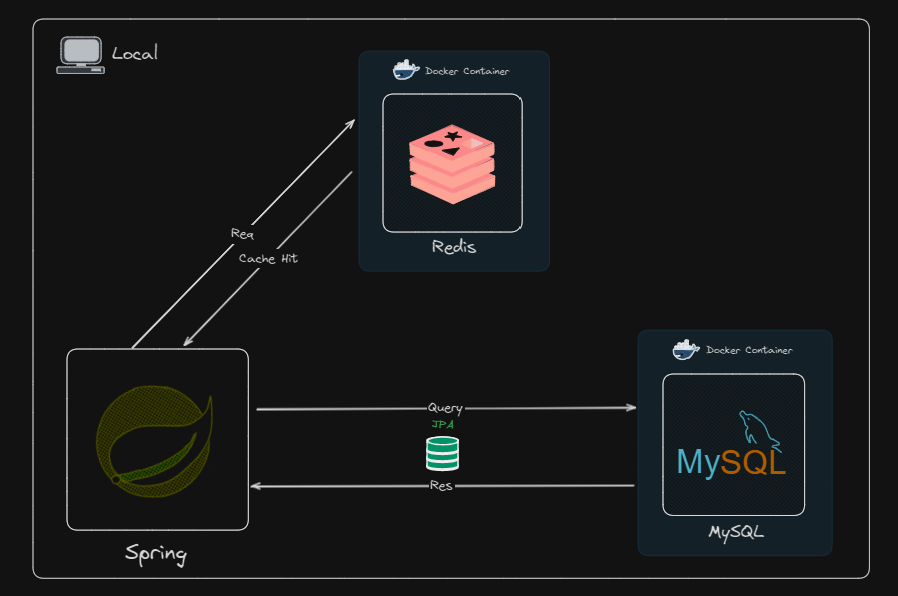 Local
Docker Container
Redis
Req
Cache Hit
Docker Container
Query
JPA
MySQL
Res
MySQL
Spring